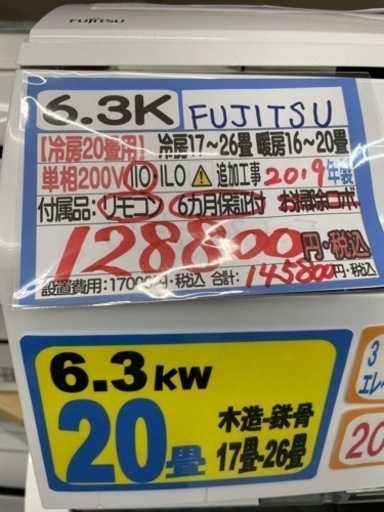 FUJITSU
6.3K FUJITSU
【冷房20畳用】 冷房17〜26畳 暖房16〜20畳
単相200V IIO ILO ⚠ 追加工事 2019年製
付属品：リモコン 6カ月保証付 お掃除ロボ
128800円・税込
設置費用：17000円・税込 合計：145800円・税込
6.3kw
20畳
木造・鉄骨
17畳-26畳
3
エレ
20